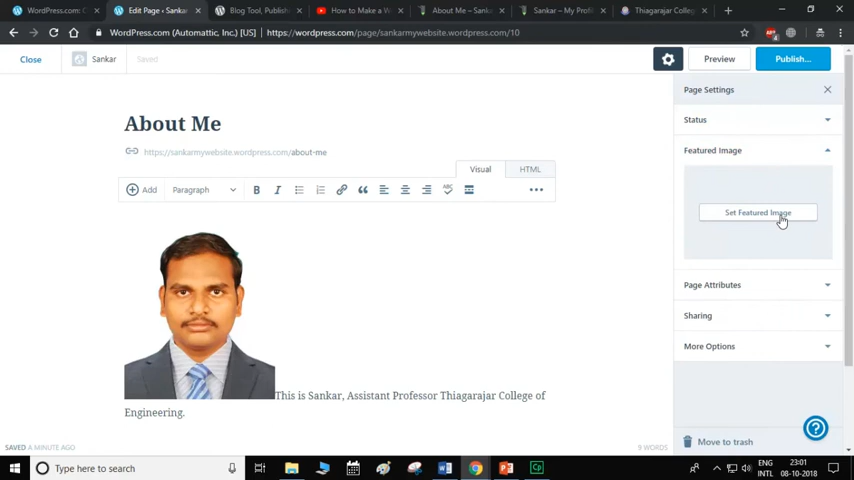 WordPress.com: C
Edit Page ‹ Sankar
Blog Tool, Publishe
How to Make a W
About Me – Sanka
Sankar – My Profi
Thiagarajar Colleg
WordPress.com (Automattic, Inc.) [US]
https://sankarmywebsite.wordpress.com/page/sankarmywebsite.wordpress.com/10
Close
Sankar
Saved
Preview
Publish...
Page Settings
About Me
Status
https://sankarmywebsite.wordpress.com/about-me
Featured Image
Visual
HTML
Add
Paragraph
B
I
ABC
Set Featured Image
Page Attributes
Sharing
More Options
This is Sankar, Assistant Professor Thiagarajar College of
Engineering.
SAVED A MINUTE AGO
9 WORDS
Move to trash
Type here to search
ENG
INTL
23:01
08-10-2018